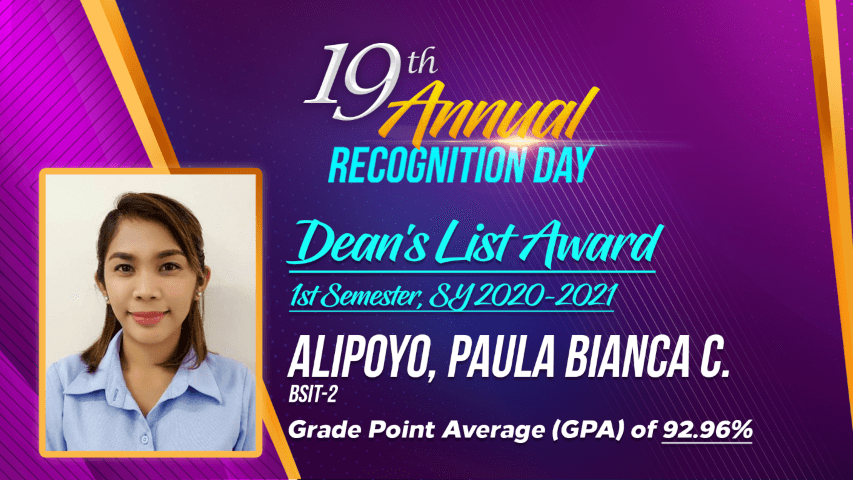 19th
Annual
RECOGNITION DAY
Dean's List Award
1st Semester, SY 2020-2021
ALIPOYO, PAULA BIANCA C.
BSIT-2
Grade Point Average (GPA) of 92.96%